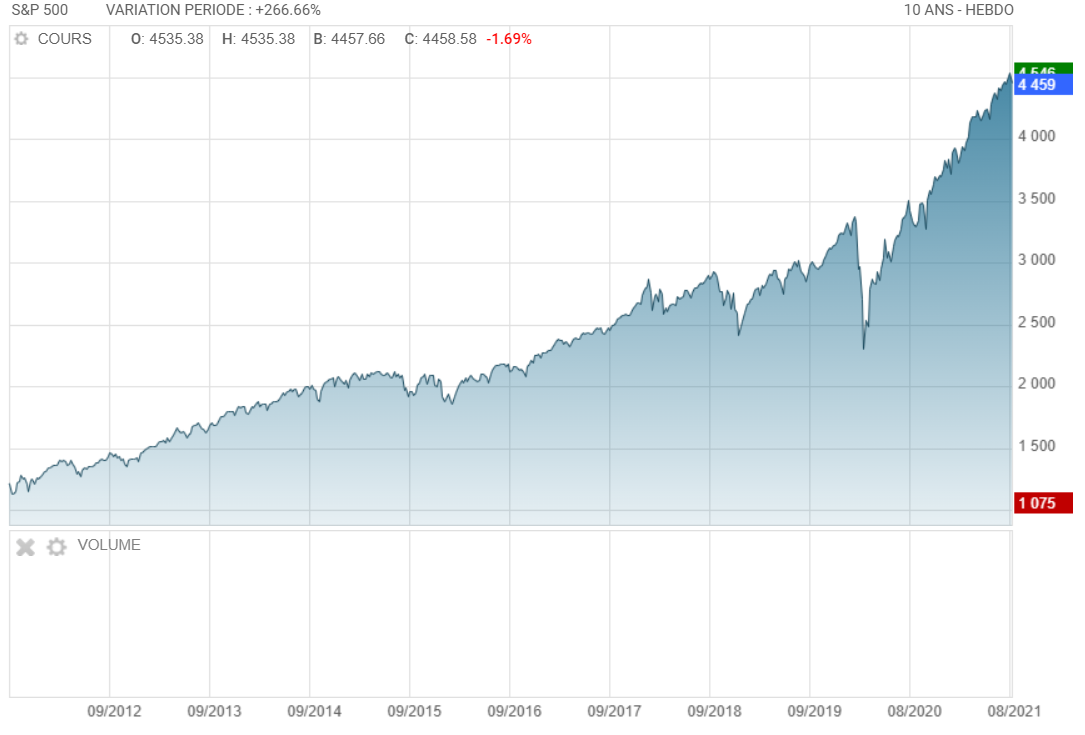 S&P 500 VARIATION PERIODE : +266.66% 10 ANS - HEBDO
COURS O: 4535.38 H: 4535.38 B: 4457.66 C: 4458.58 -1.69%
4 546
4 459
4 000
3 500
3 000
2 500
2 000
1 500
1 075
VOLUME
09/2012 09/2013 09/2014 09/2015 09/2016 09/2017 09/2018 09/2019 08/2020 08/2021